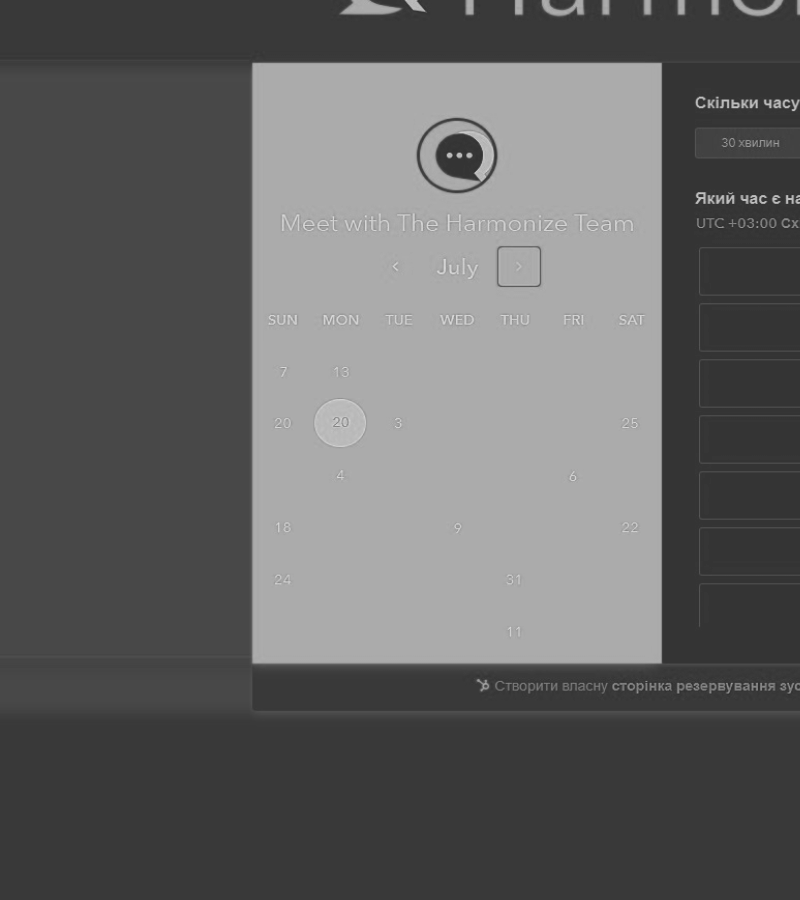 Harmo
Скільки часу
30 хвилин
Meet with The Harmonize Team
Який час є на
UTC +03:00 Сх
July
SUN MON TUE WED THU FRI SAT
7 13
20 20 3 25
4 6
18 9 22
24 31
11
Створити власну сторінка резервування зус